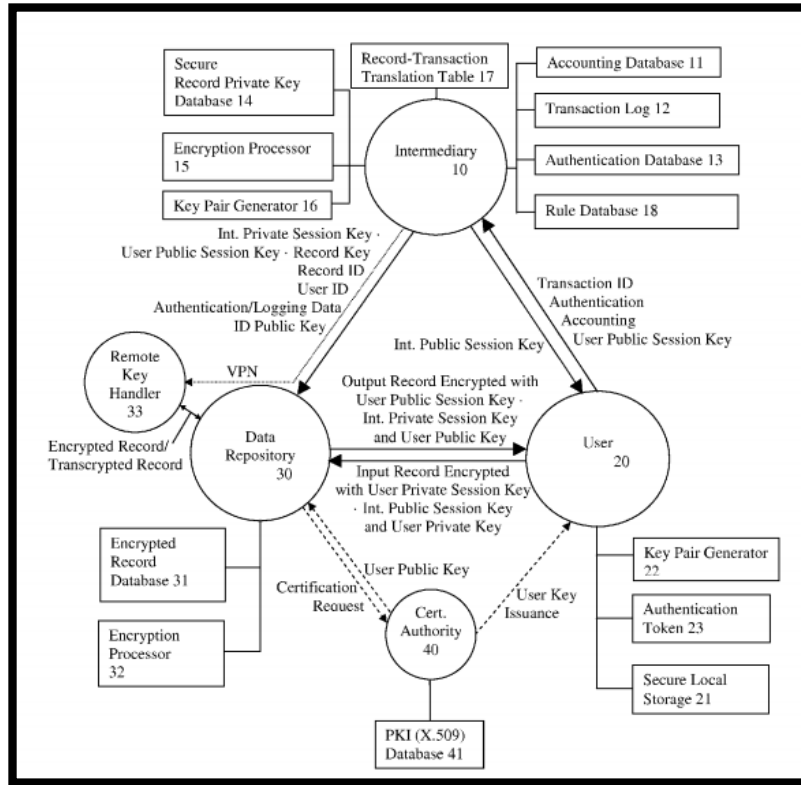 Secure
Record Private Key
Database 14
Record-Transaction
Translation Table 17
Accounting Database 11
Transaction Log 12
Encryption Processor
15
Intermediary
10
Authentication Database 13
Key Pair Generator 16
Rule Database 18
Int. Private Session Key ·
User Public Session Key · Record Key
Record ID
User ID
Authentication/Logging Data
ID Public Key
Transaction ID
Authentication
Accounting
User Public Session Key
Int. Public Session Key
Remote
Key
Handler
33
VPN
Encrypted Record/
Transcrypted Record
Data
Repository
30
Output Record Encrypted with
User Public Session Key ·
Int. Private Session Key
and User Public Key
User
20
Input Record Encrypted
with User Private Session Key
· Int. Public Session Key
and User Private Key
Encrypted
Record
Database 31
Encryption
Processor
32
User Public Key
Certification
Request
Cert.
Authority
40
User Key
Issuance
Key Pair Generator
22
Authentication
Token 23
Secure Local
Storage 21
PKI (X.509)
Database 41